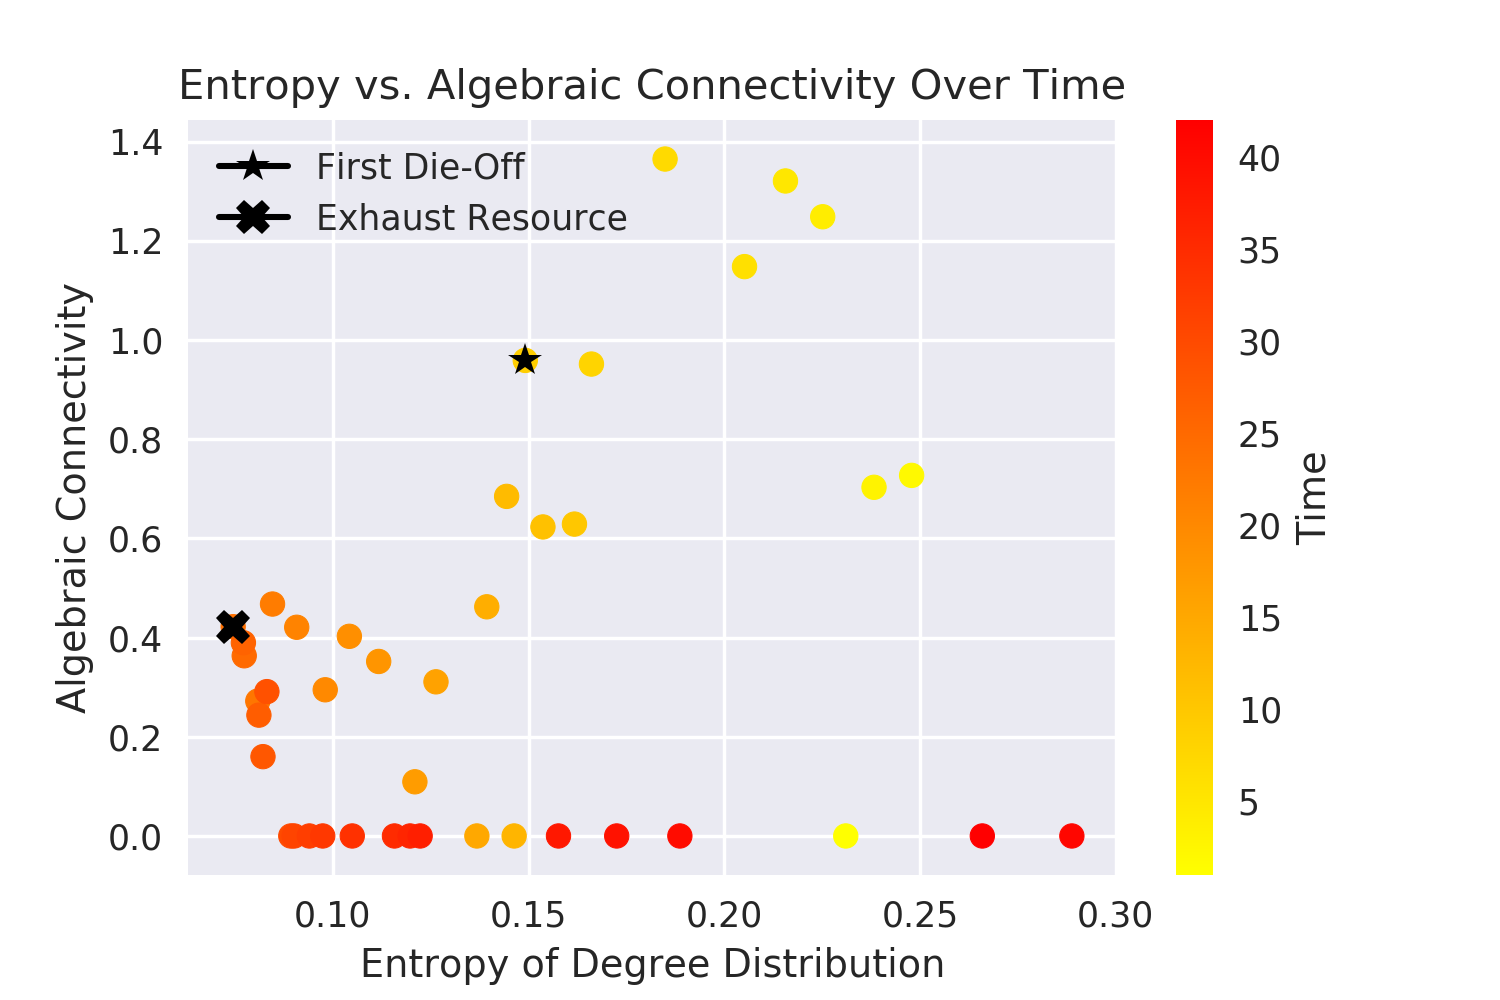 Entropy vs. Algebraic Connectivity Over Time
First Die-Off
Exhaust Resource
Algebraic Connectivity
1.4
1.2
1.0
0.8
0.6
0.4
0.2
0.0
0.10 0.15 0.20 0.25 0.30
Entropy of Degree Distribution
40
35
30
25
20
15
10
5
Time